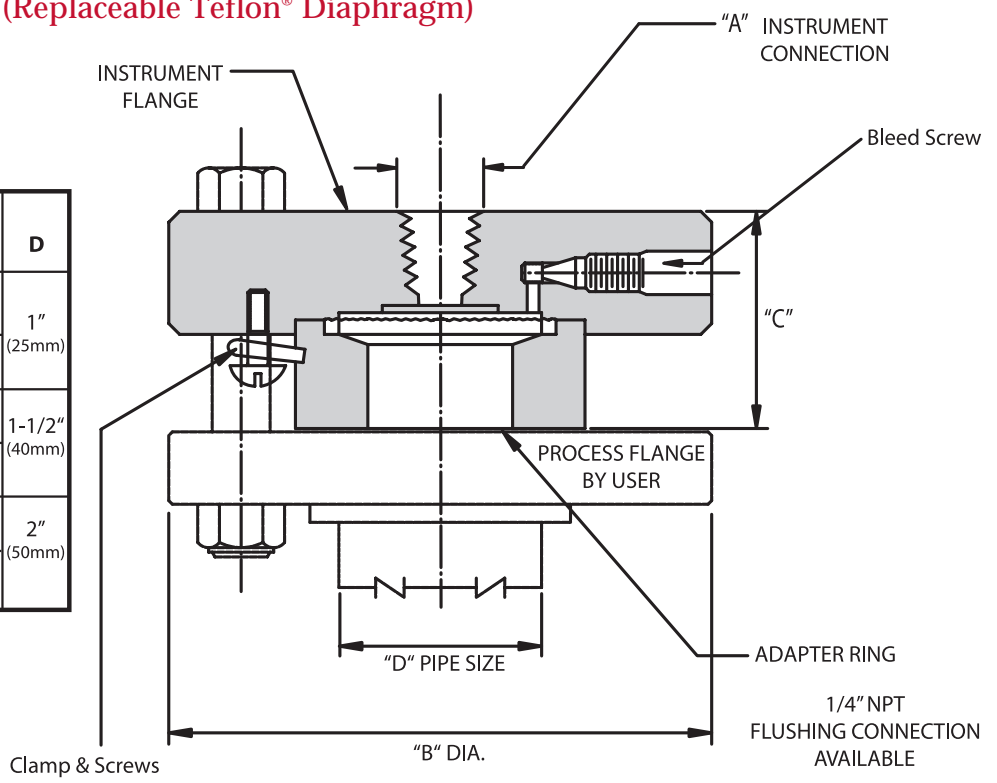 (Replaceable Teflon® Diaphragm)
"A" INSTRUMENT
CONNECTION
INSTRUMENT
FLANGE
Bleed Screw
D
1"
(25mm)
1-1/2"
(40mm)
2"
(50mm)
"C"
PROCESS FLANGE
BY USER
"D" PIPE SIZE
ADAPTER RING
1/4" NPT
FLUSHING CONNECTION
AVAILABLE
"B" DIA.
Clamp & Screws